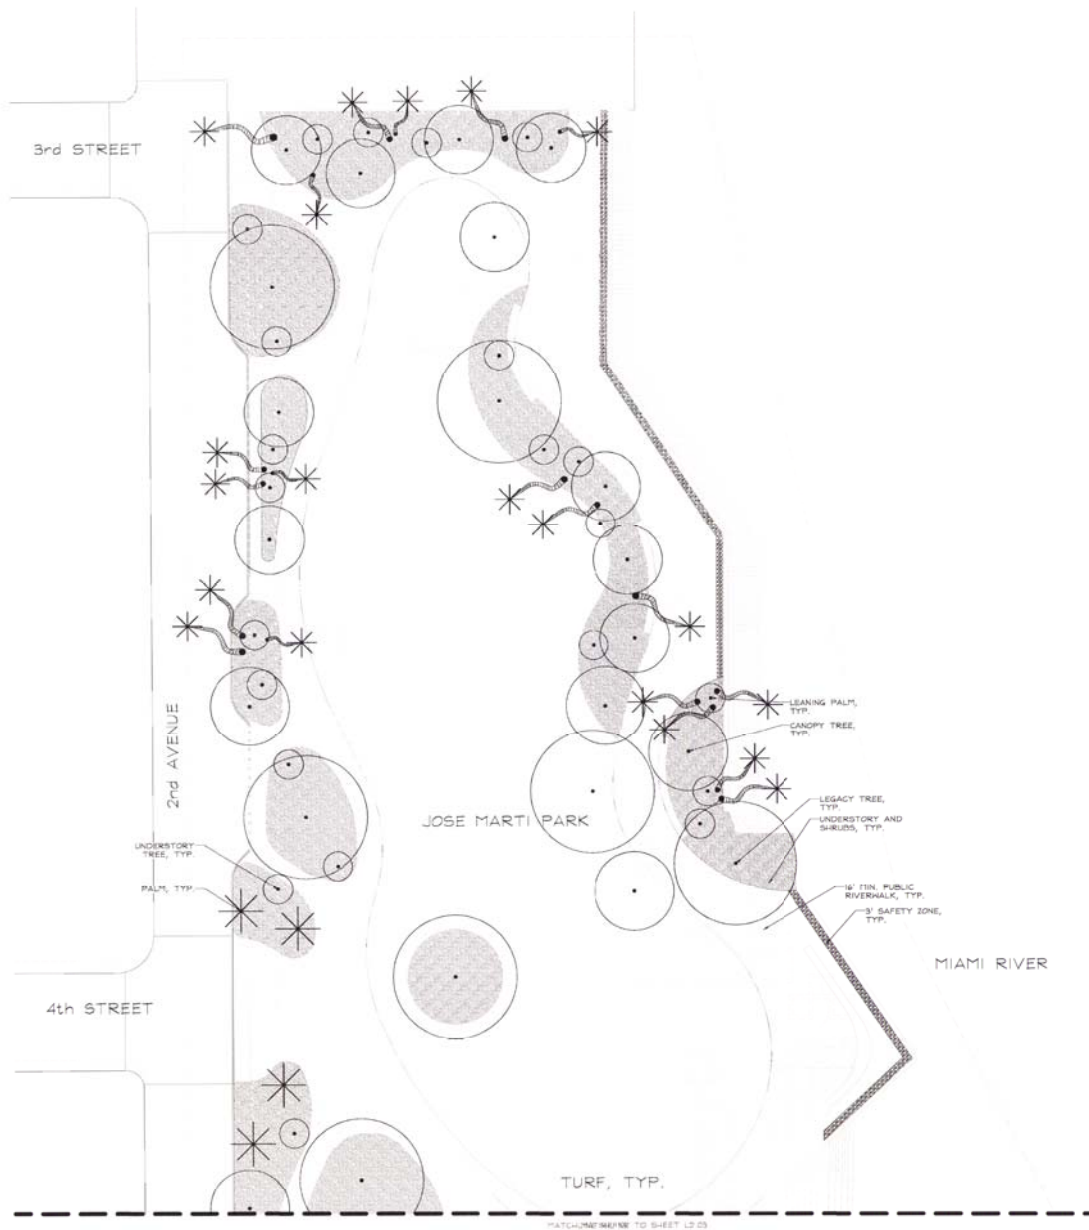 3rd STREET
2nd AVENUE
LEANING PALM,
TYP.
CANOPY TREE,
TYP.
LEGACY TREE,
TYP.
UNDERSTORY AND
SHRUBS, TYP.
JOSE MARTI PARK
UNDERSTORY
TREE, TYP.
PALM, TYP.
16' MIN. PUBLIC
RIVERWALK, TYP.
3' SAFETY ZONE,
TYP.
MIAMI RIVER
4th STREET
TURF, TYP.
TO SHEET